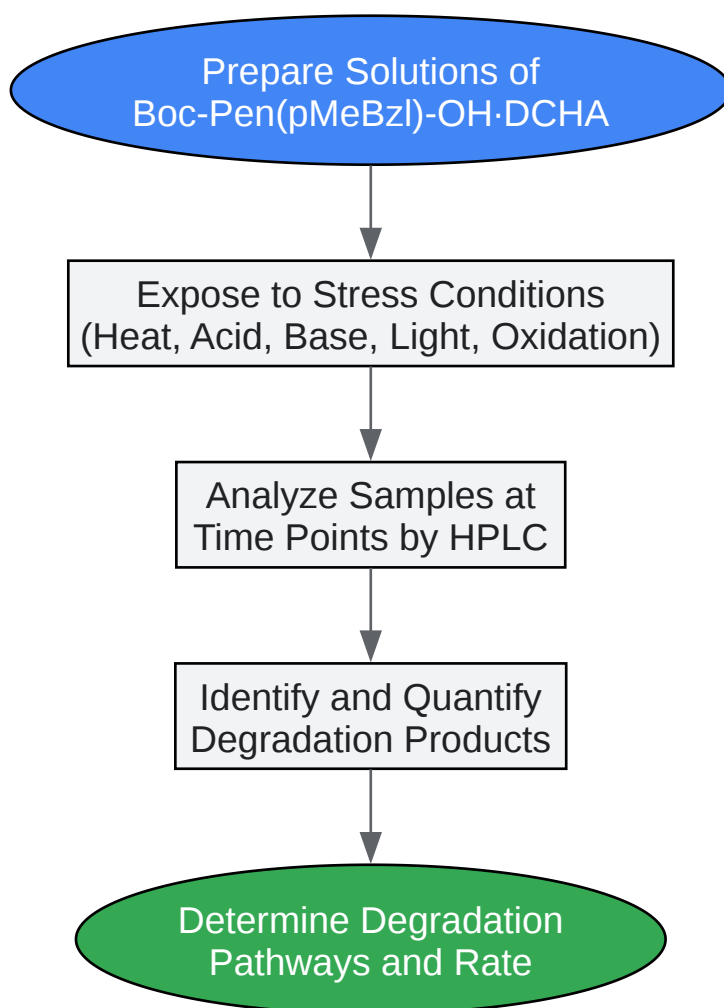 Prepare Solutions of
Boc-Pen(pMeBzl)-OH·DCHA
Expose to Stress Conditions
(Heat, Acid, Base, Light, Oxidation)
Analyze Samples at
Time Points by HPLC
Identify and Quantify
Degradation Products
Determine Degradation
Pathways and Rate